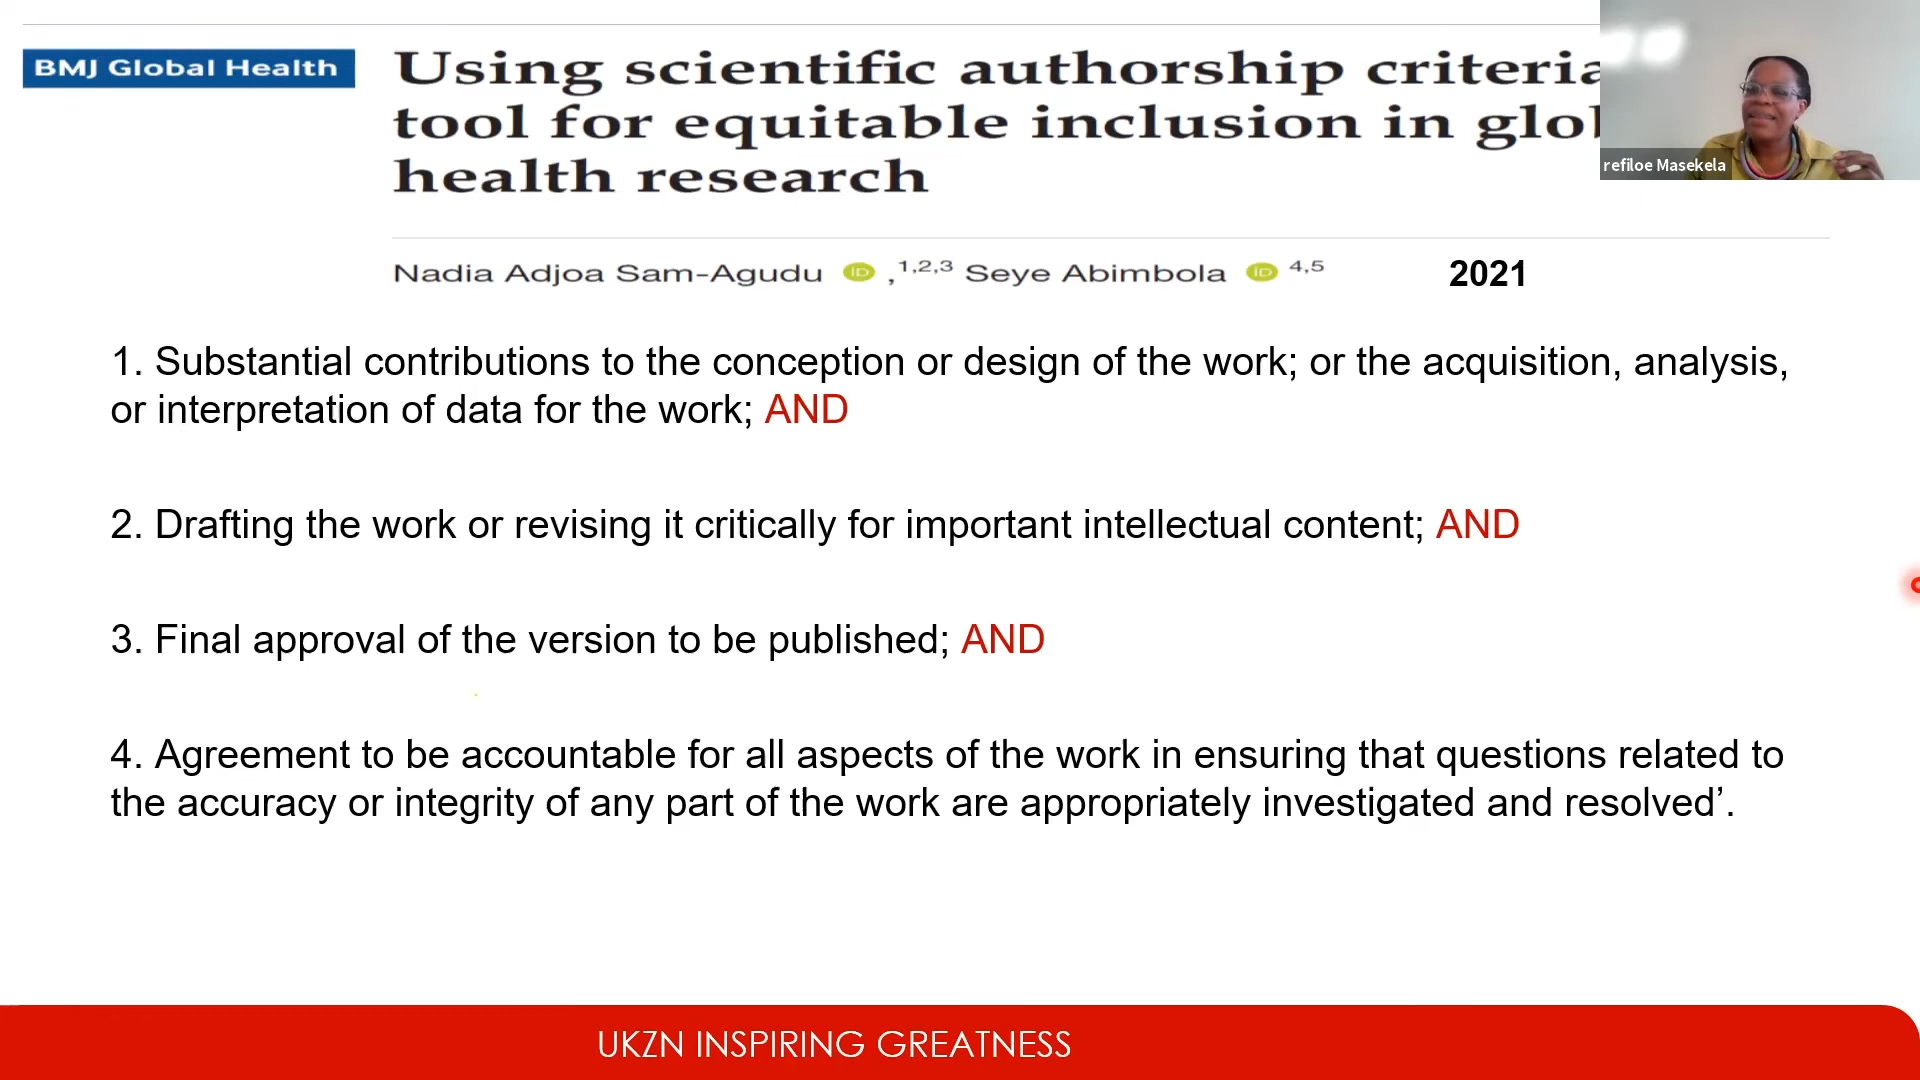 BMJ Global Health
Using scientific authorship criteria
tool for equitable inclusion in glo
health research
refiloe Masekela
Nadia Adjoa Sam-Agudu iD ,1,2,3 Seye Abimbola iD 4,5
2021
1. Substantial contributions to the conception or design of the work; or the acquisition, analysis,
or interpretation of data for the work; AND
2. Drafting the work or revising it critically for important intellectual content; AND
3. Final approval of the version to be published; AND
4. Agreement to be accountable for all aspects of the work in ensuring that questions related to
the accuracy or integrity of any part of the work are appropriately investigated and resolved’.
UKZN INSPIRING GREATNESS